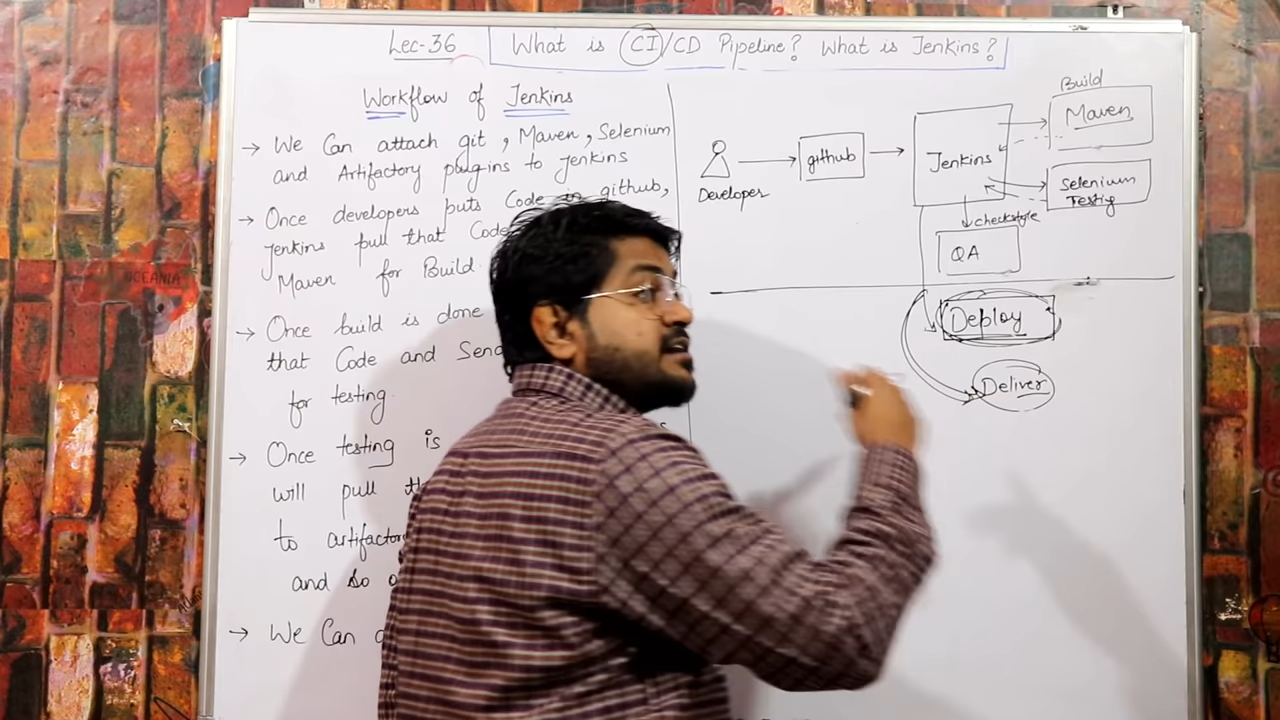 Lec-36 What is CI/CD Pipeline? What is Jenkins?
Workflow of Jenkins
→ We Can attach git, Maven, Selenium
and Artifactory plugins to Jenkins
→ Once developers puts Code in github,
Jenkins pull that Code
Maven for Build.
→ Once build is done
that Code and Send
for testing.
→ Once testing is
will pull
to artifactory
and so
→ We Can
Developer
github
Jenkins
Build
Maven
Selenium
Testig
checkstyle
QA
Deploy
Deliver
OCEANIA